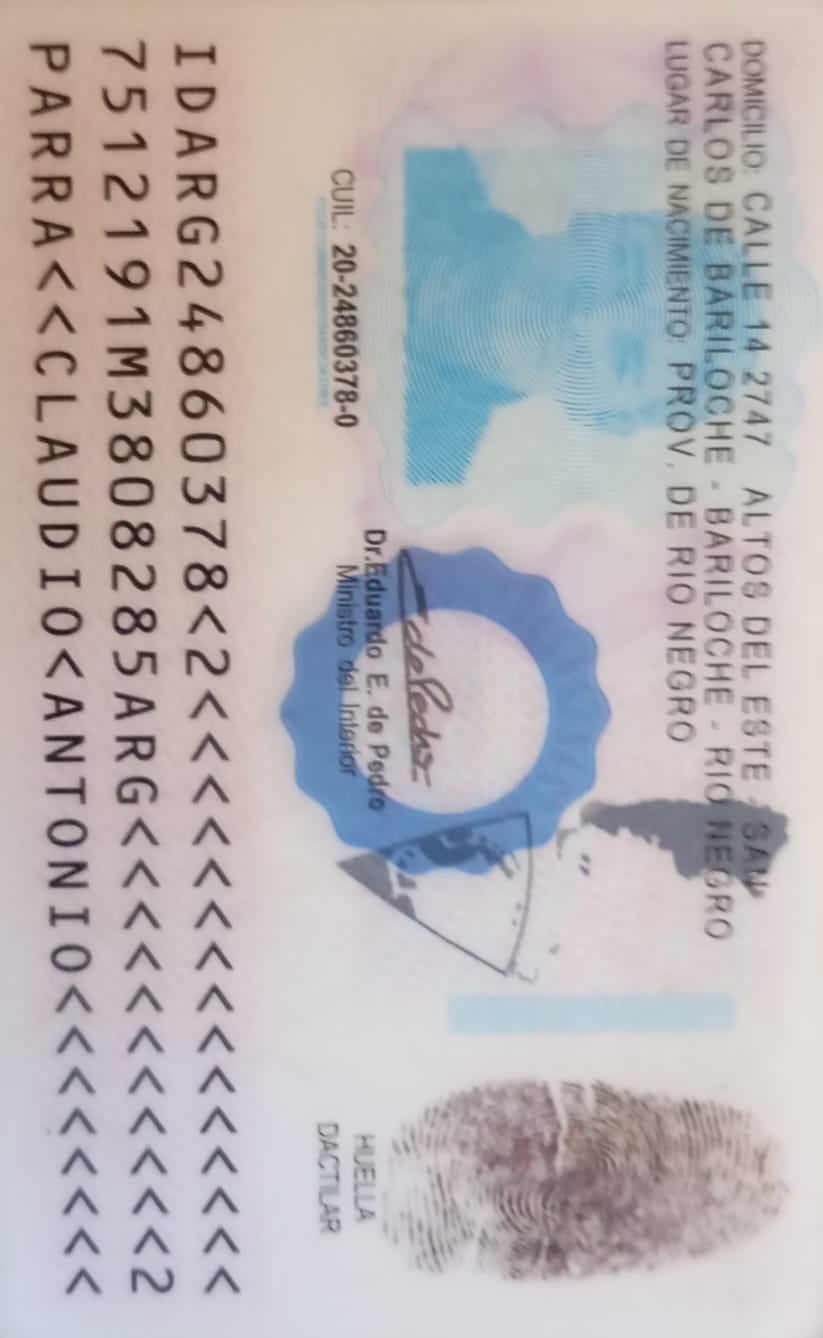 DOMICILIO: CALLE 14 2747 ALTOS DEL ESTE - SAN
CARLOS DE BARILOCHE - BARILOCHE - RIO NEGRO
LUGAR DE NACIMIENTO: PROV. DE RIO NEGRO
CUIL: 20-24860378-0
Dr.Eduardo E. de Pedro
Ministro del Interior
HUELLA
DACTILAR
IDARG24860378<2<<<<<<<<<<<<<<<
7512191M3808285ARG<<<<<<<<<<<2
PARRA<<CLAUDIO<ANTONIO<<<<<<<<